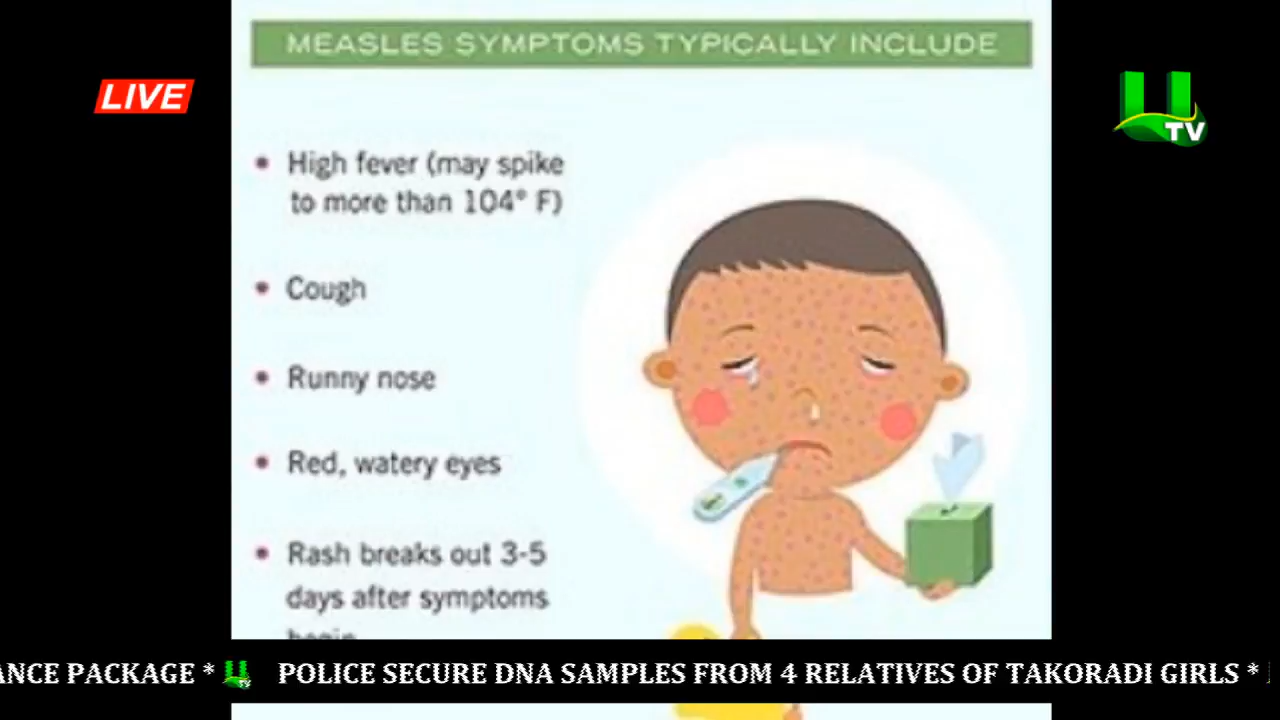 MEASLES SYMPTOMS TYPICALLY INCLUDE
LIVE
U
TV
• High fever (may spike
to more than 104° F)
• Cough
• Runny nose
• Red, watery eyes
• Rash breaks out 3-5
days after symptoms
begin
ANCE PACKAGE * U TV POLICE SECURE DNA SAMPLES FROM 4 RELATIVES OF TAKORADI GIRLS *